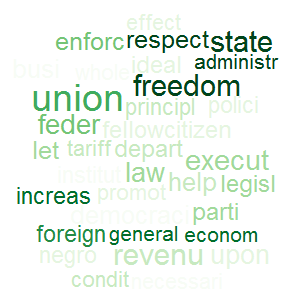 effect
enforc respect state
busi whole ideal administr
freedom
union principl polici
feder fellowcitizen
let tariff depart
law execut
institut help legisl
increas promot
democraci parti
foreign general econom
negro revenu upon
condit necessari